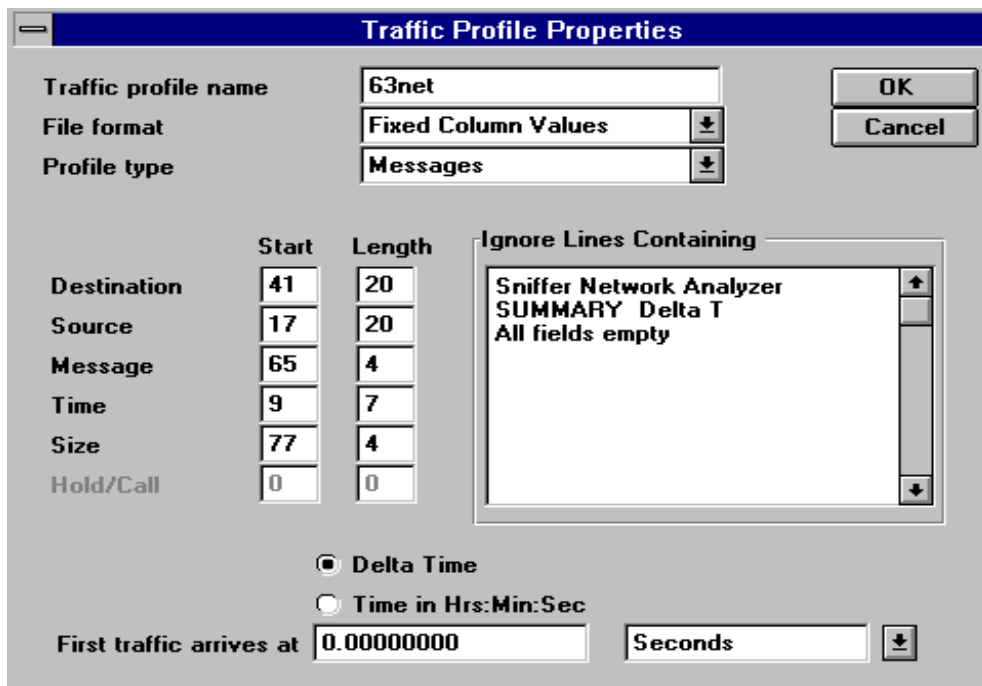 Traffic Profile Properties
Traffic profile name 63net OK
File format Fixed Column Values Cancel
Profile type Messages
Start Length Ignore Lines Containing
Destination 41 20 Sniffer Network Analyzer
Source 17 20 SUMMARY  Delta T
Message 65 4 All fields empty
Time 9 7
Size 77 4
Hold/Call 0 0
Delta Time
Time in Hrs:Min:Sec
First traffic arrives at 0.00000000 Seconds